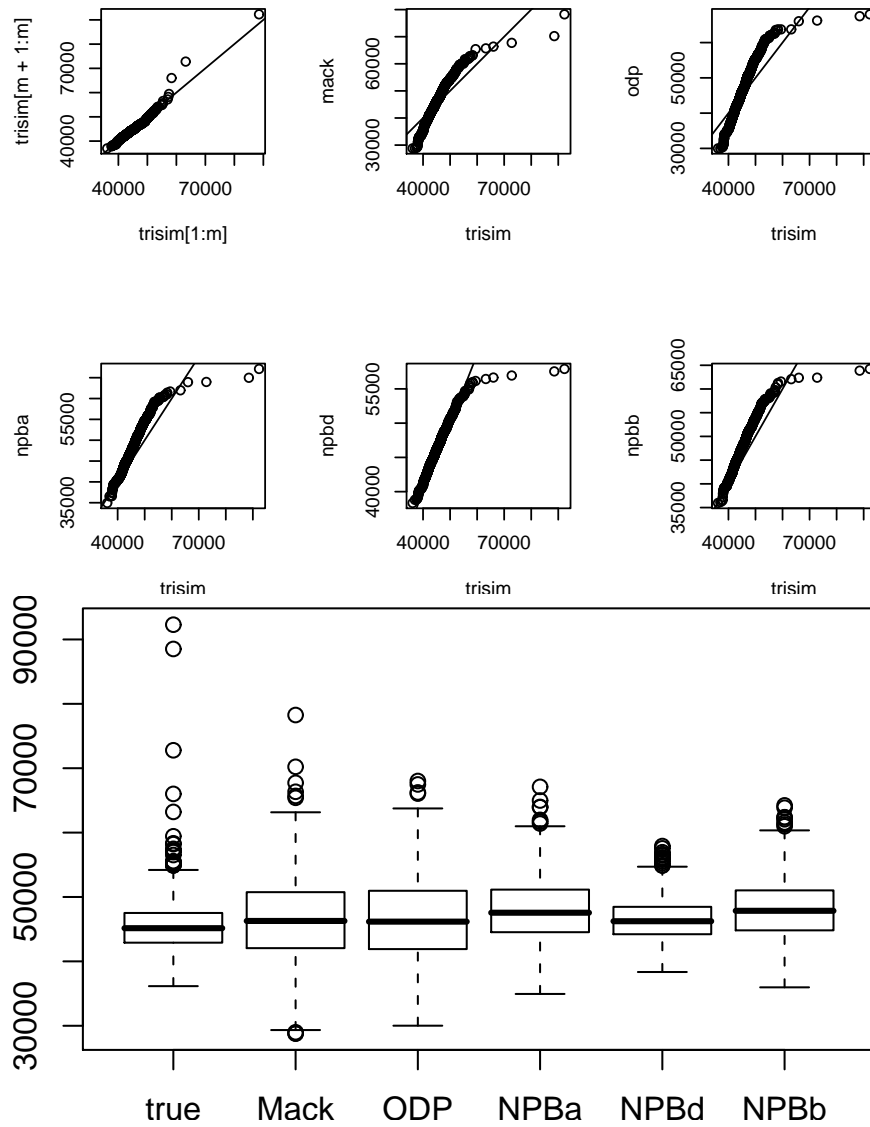 trisim[m + 1:m]
40000 70000
40000 70000
trisim[1:m]
mack
30000 60000
40000 70000
trisim
odp
30000 50000
40000 70000
trisim
npba
35000 55000
40000 70000
trisim
npbd
40000 55000
40000 70000
trisim
npbb
35000 50000 65000
40000 70000
trisim
90000
70000
50000
30000
true Mack ODP NPBa NPBd NPBb